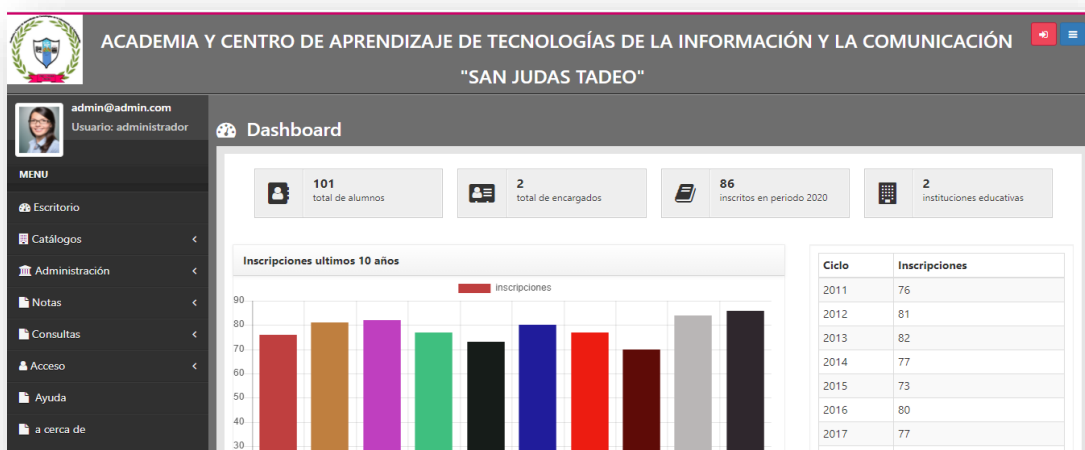 ACADEMIA Y CENTRO DE APRENDIZAJE DE TECNOLOGÍAS DE LA INFORMACIÓN Y LA COMUNICACIÓN
"SAN JUDAS TADEO"
admin@admin.com
Usuario: administrador
MENU
Escritorio
Catálogos
Administración
Notas
Consultas
Acceso
Ayuda
a cerca de
Dashboard
101
total de alumnos
2
total de encargados
86
inscritos en periodo 2020
2
instituciones educativas
Inscripciones ultimos 10 años
inscripciones
90
80
70
60
50
40
30
Ciclo Inscripciones
2011 76
2012 81
2013 82
2014 77
2015 73
2016 80
2017 77